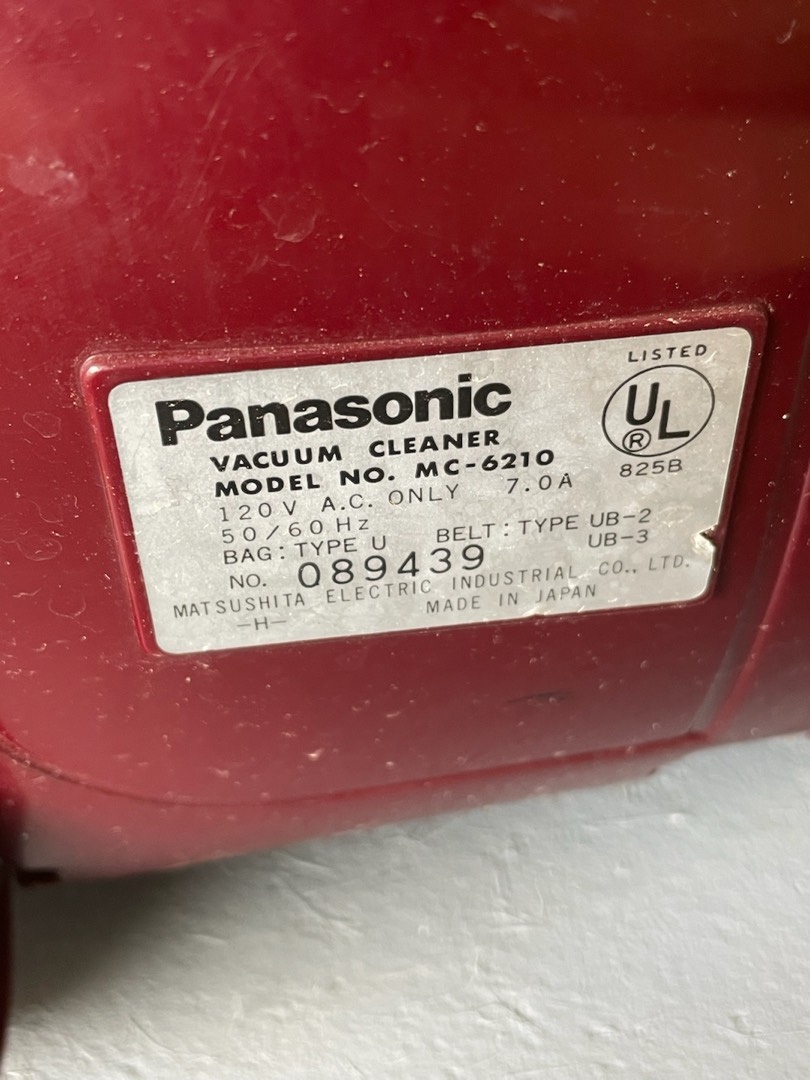 LISTED
UL
®
825B
Panasonic
VACUUM CLEANER
MODEL NO. MC-6210
120V A.C. ONLY 7.0A
50/60Hz
BAG: TYPE U BELT: TYPE UB-2
UB-3
NO. 089439
MATSUSHITA ELECTRIC INDUSTRIAL CO., LTD.
-H- MADE IN JAPAN